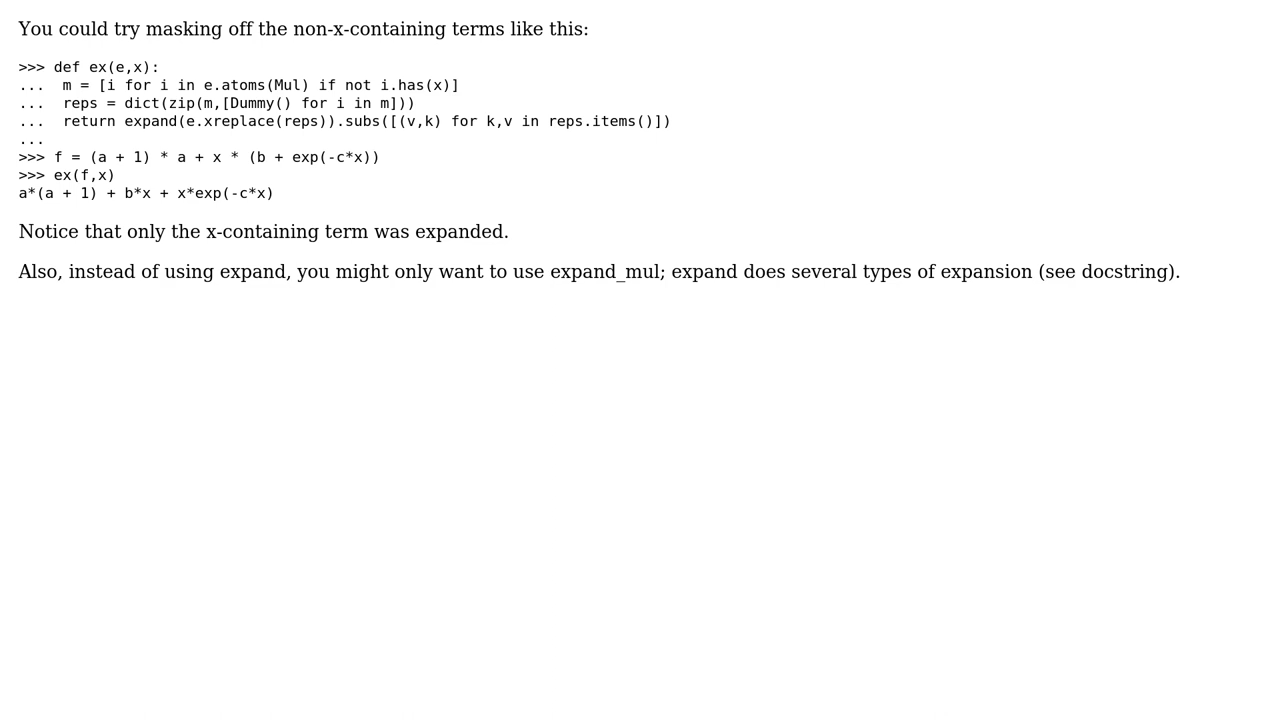 You could try masking off the non-x-containing terms like this:
>>> def ex(e,x):
...  m = [i for i in e.atoms(Mul) if not i.has(x)]
...  reps = dict(zip(m,[Dummy() for i in m]))
...  return expand(e.xreplace(reps)).subs([(v,k) for k,v in reps.items()])
...
>>> f = (a + 1) * a + x * (b + exp(-c*x))
>>> ex(f,x)
a*(a + 1) + b*x + x*exp(-c*x)
Notice that only the x-containing term was expanded.
Also, instead of using expand, you might only want to use expand_mul; expand does several types of expansion (see docstring).